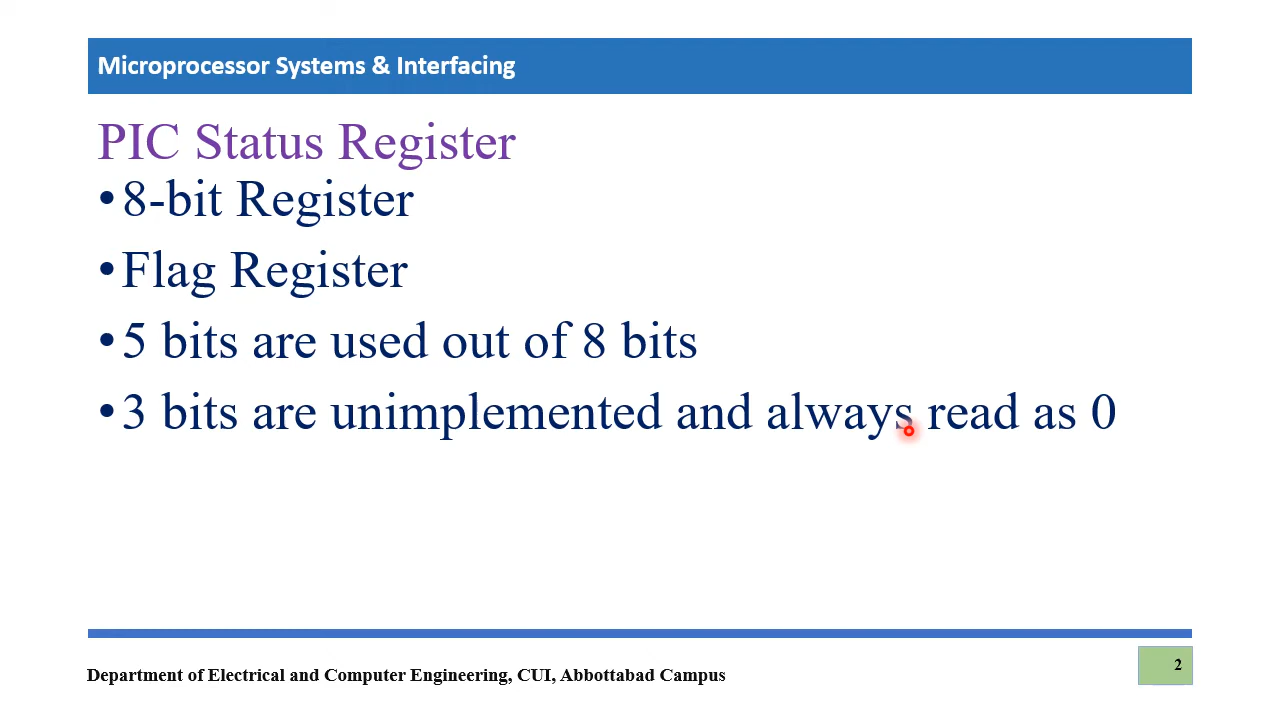 Microprocessor Systems & Interfacing
PIC Status Register
•8-bit Register
•Flag Register
•5 bits are used out of 8 bits
•3 bits are unimplemented and always read as 0
Department of Electrical and Computer Engineering, CUI, Abbottabad Campus
2